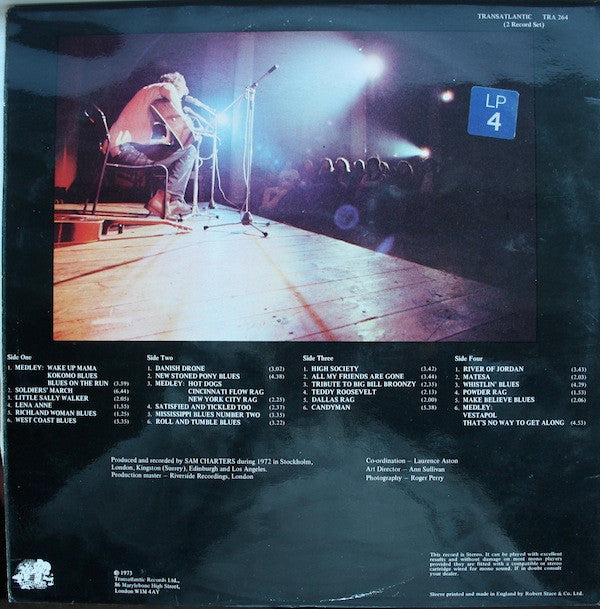 TRANSATLANTIC TRA 264
(2 Record Set)
LP
4
Side One
1. MEDLEY: WAKE UP MAMA
KOKOMO BLUES
BLUES ON THE RUN (3.59)
2. SOLDIERS' MARCH (6.44)
3. LITTLE SALLY WALKER (2.05)
4. LENA ANNE (1.55)
5. RICHLAND WOMAN BLUES (1.25)
6. WEST COAST BLUES (5.35)
Side Two
1. DANISH DRONE (3.02)
2. NEW STONED PONY BLUES (4.38)
3. MEDLEY: HOT DOGS
CINCINNATI FLOW RAG
NEW YORK CITY RAG (2.25)
4. SATISFIED AND TICKLED TOO (2.37)
5. MISSISSIPPI BLUES NUMBER TWO (3.35)
6. ROLL AND TUMBLE BLUES (3.22)
Side Three
1. HIGH SOCIETY (3.42)
2. ALL MY FRIENDS ARE GONE (3.44)
3. TRIBUTE TO BIG BILL BROONZY (2.35)
4. TEDDY ROOSEVELT (2.13)
5. DALLAS RAG (2.00)
6. CANDYMAN (5.38)
Side Four
1. RIVER OF JORDAN (3.43)
2. MATESA (2.03)
3. WHISTLIN' BLUES (4.29)
4. POWDER RAG (1.53)
5. MAKE BELIEVE BLUES (2.06)
6. MEDLEY:
VESTAPOL
THAT'S NO WAY TO GET ALONG (4.53)
Produced and recorded by SAM CHARTERS during 1972 in Stockholm,
London, Kingston (Surrey), Edinburgh and Los Angeles.
Production master – Riverside Recordings, London
Co-ordination – Laurence Aston
Art Director – Ann Sullivan
Photography – Roger Perry
℗ 1973
Transatlantic Records Ltd.,
86 Marylebone High Street,
London W1M 4AY
This record is Stereo. It can be played with excellent
results and without damage on most mono players
provided they are fitted with a compatible or stereo
cartridge wired for mono sound. If in doubt consult
your dealer.
Sleeve printed and made in England by Robert Stace & Co. Ltd.